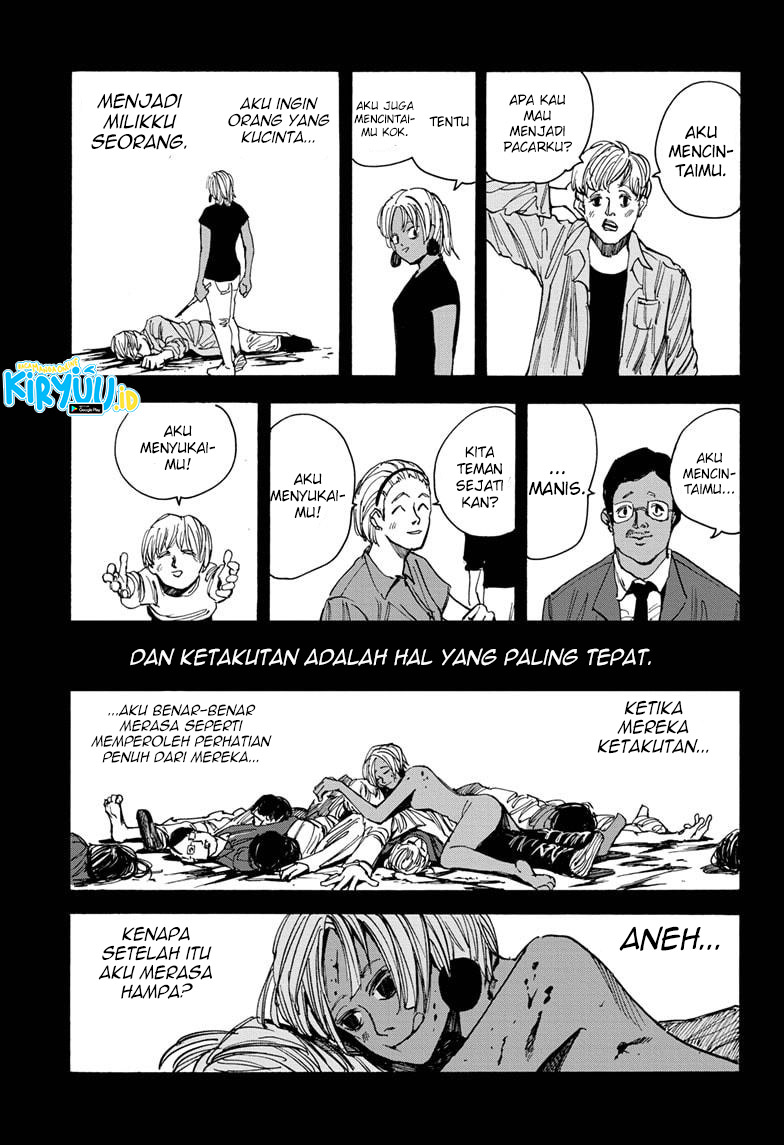 AKU
MENCIN-
TAIMU.
APA KAU
MAU
MENJADI
PACARKU?
TENTU
AKU JUGA
MENCINTAI-
MU KOK.
AKU INGIN
ORANG YANG
KUCINTA...
MENJADI
MILIKKU
SEORANG.
KIRYUU.ID
Google Play
AKU
MENCIN-
TAIMU...
...
MANIS.
KITA
TEMAN
SEJATI
KAN?
AKU
MENYUKAI-
MU!
AKU
MENYUKAI-
MU!
DAN KETAKUTAN ADALAH HAL YANG PALING TEPAT.
KETIKA
MEREKA
KETAKUTAN...
...AKU BENAR-BENAR
MERASA SEPERTI
MEMPEROLEH PERHATIAN
PENUH DARI MEREKA...
ANEH...
KENAPA
SETELAH ITU
AKU MERASA
HAMPA?